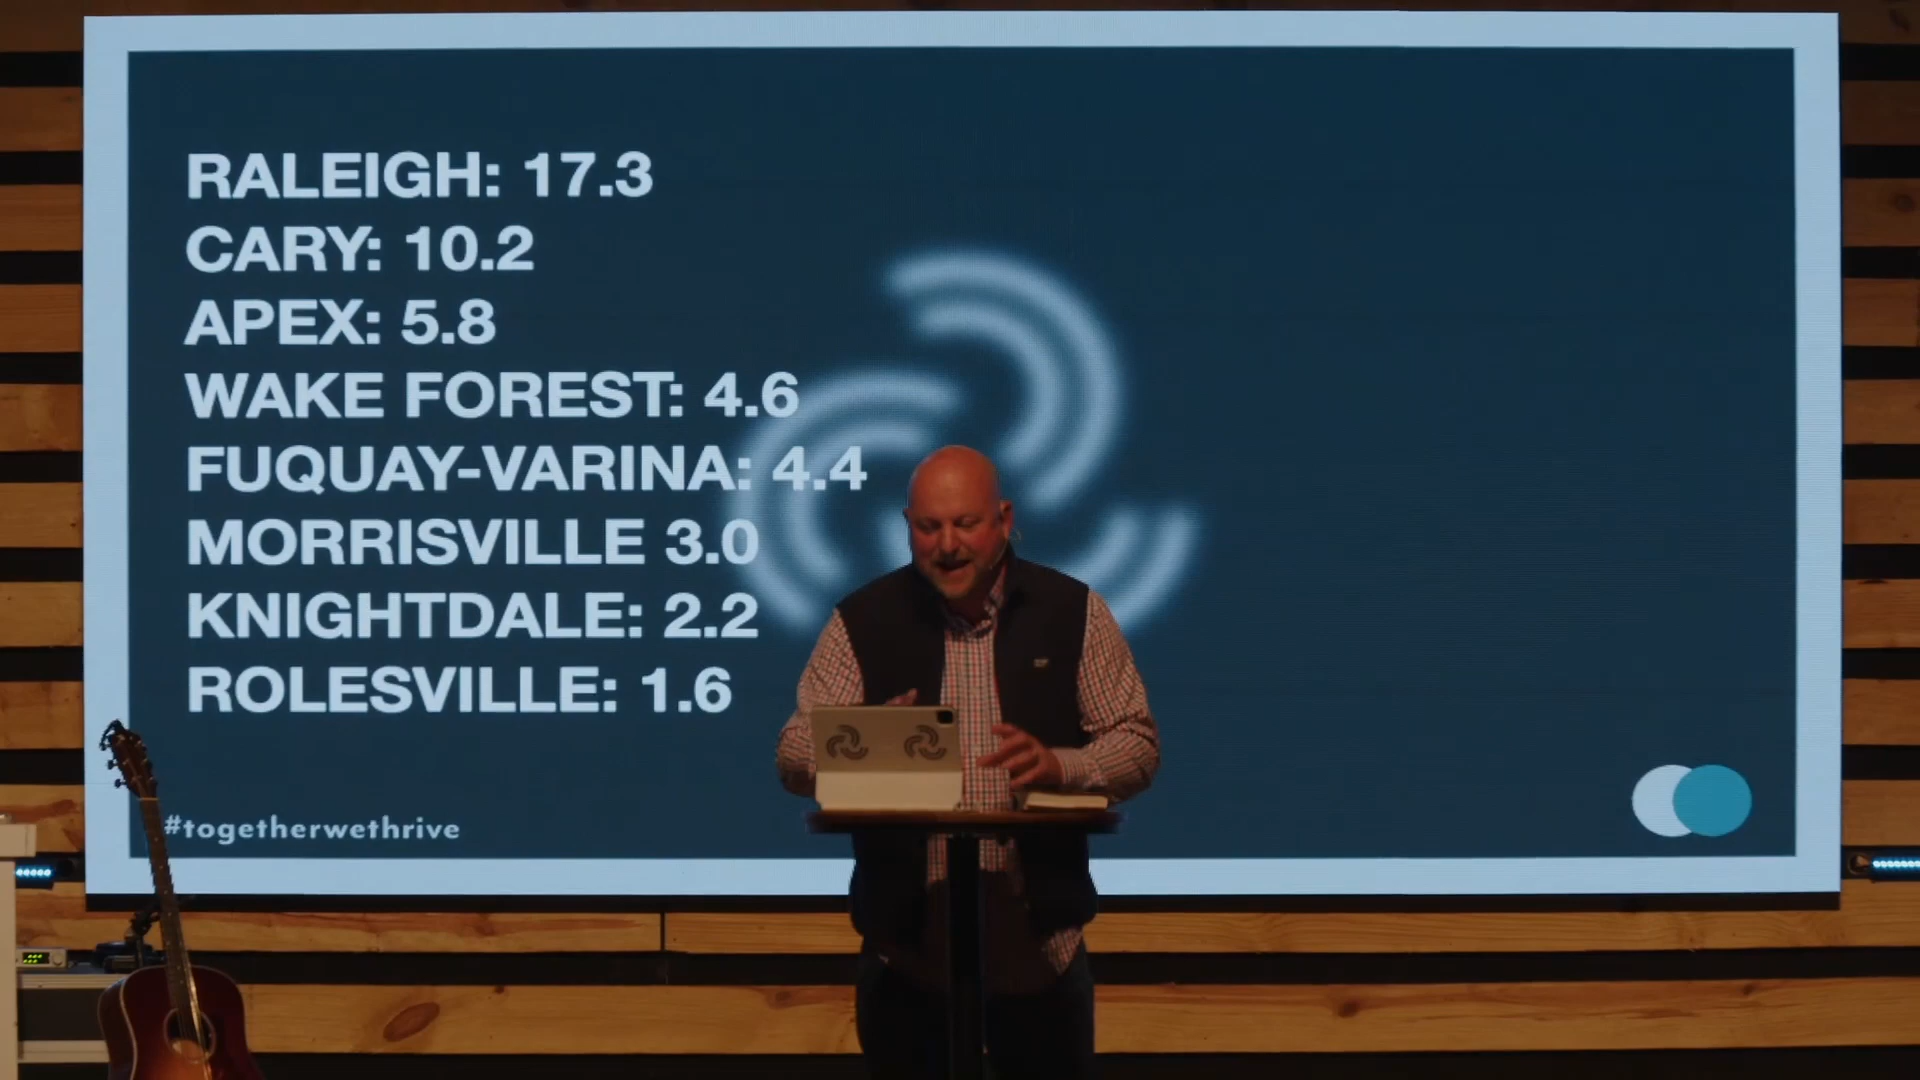 RALEIGH: 17.3
CARY: 10.2
APEX: 5.8
WAKE FOREST: 4.6
FUQUAY-VARINA: 4.4
MORRISVILLE 3.0
KNIGHTDALE: 2.2
ROLESVILLE: 1.6
#togetherwethrive